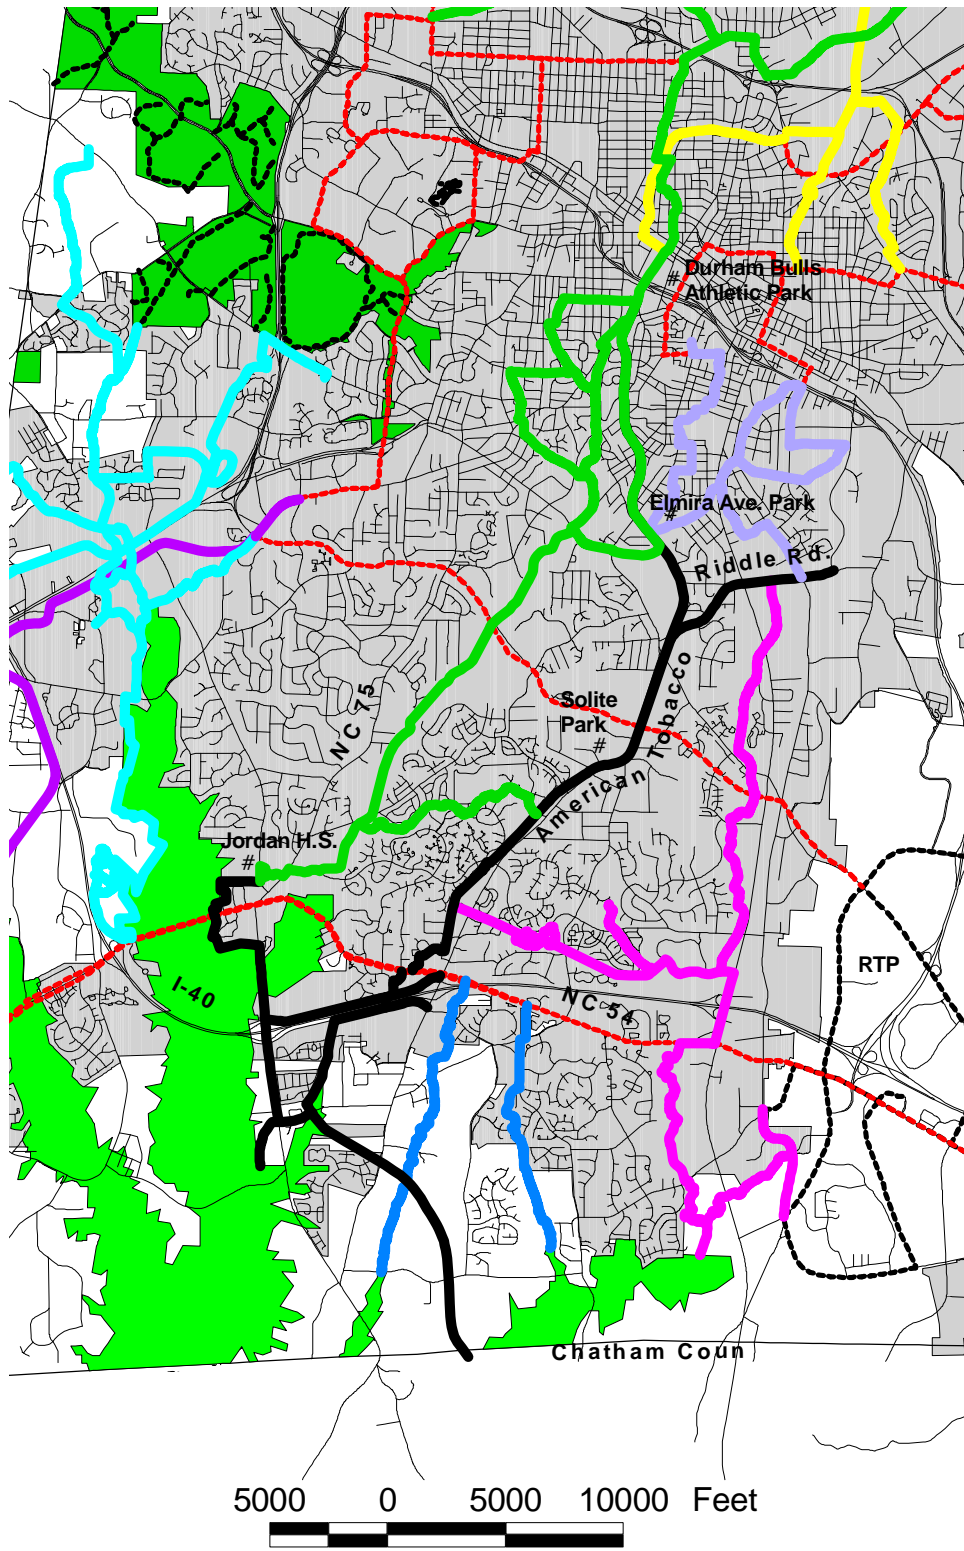 # Durham Bulls
Athletic Park
Elmira Ave. Park
#
Riddle Rd.
NC 75
Solite
Park
#
American Tobacco
Jordan H.S.
#
RTP
I-40
NC-54
Chatham Coun
5000 0 5000 10000 Feet